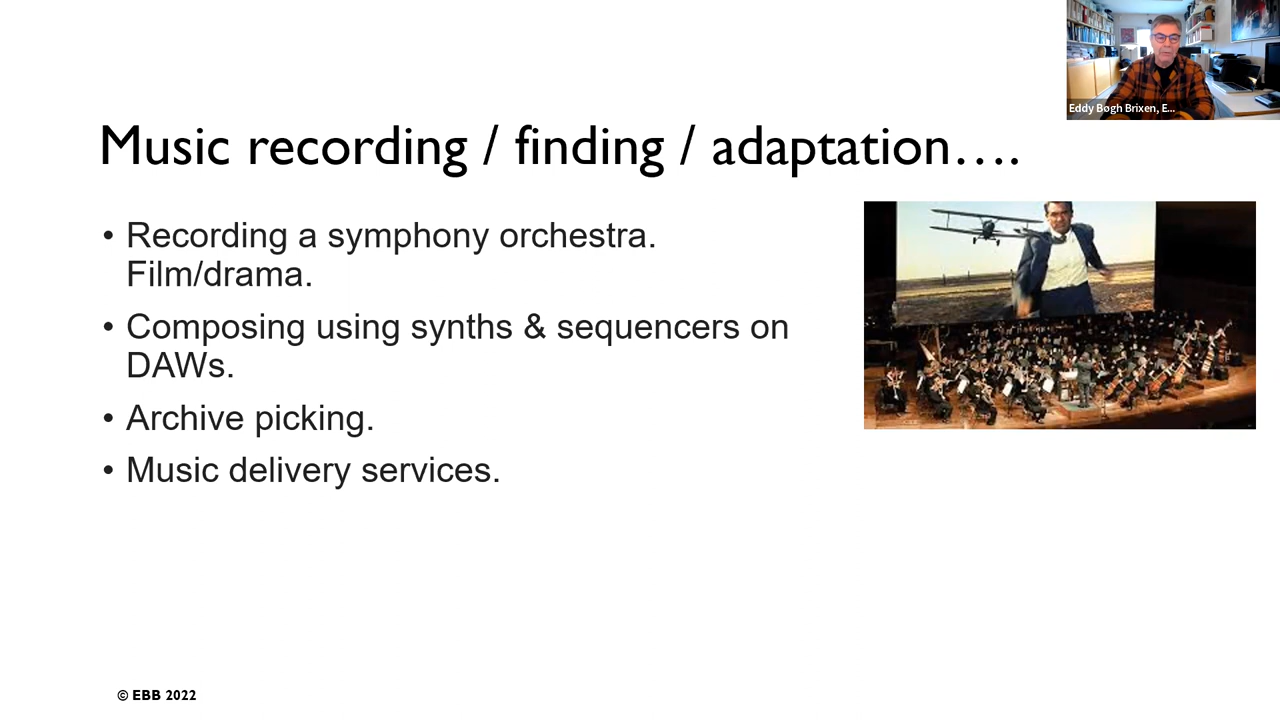 Eddy Bøgh Brixen, E...
Music recording / finding / adaptation....
• Recording a symphony orchestra.
Film/drama.
• Composing using synths & sequencers on
DAWs.
• Archive picking.
• Music delivery services.
© EBB 2022